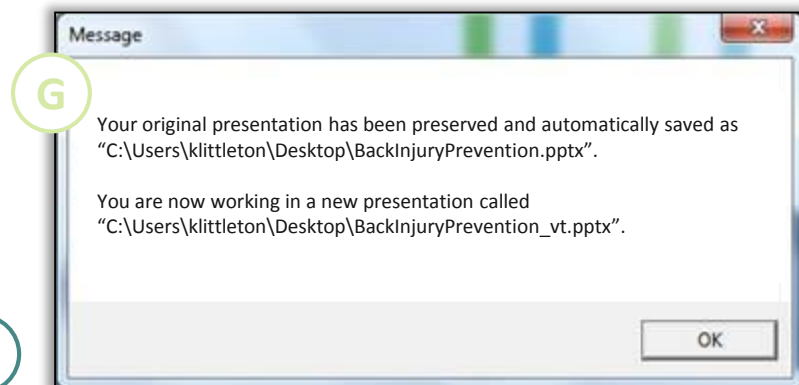 Message
G
Your original presentation has been preserved and automatically saved as
“C:\Users\klittleton\Desktop\BackInjuryPrevention.pptx”.
You are now working in a new presentation called
“C:\Users\klittleton\Desktop\BackInjuryPrevention_vt.pptx”.
OK